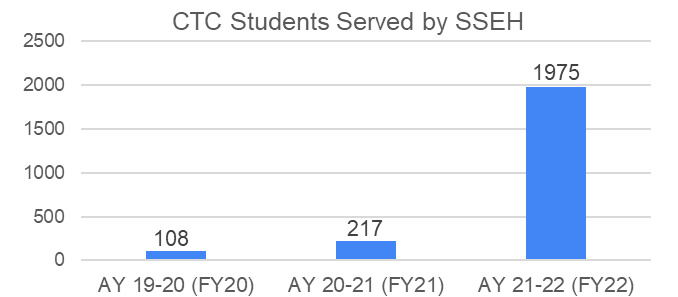 CTC Students Served by SSEH
2500
2000
1500
1000
500
0
108
217
1975
AY 19-20 (FY20)
AY 20-21 (FY21)
AY 21-22 (FY22)